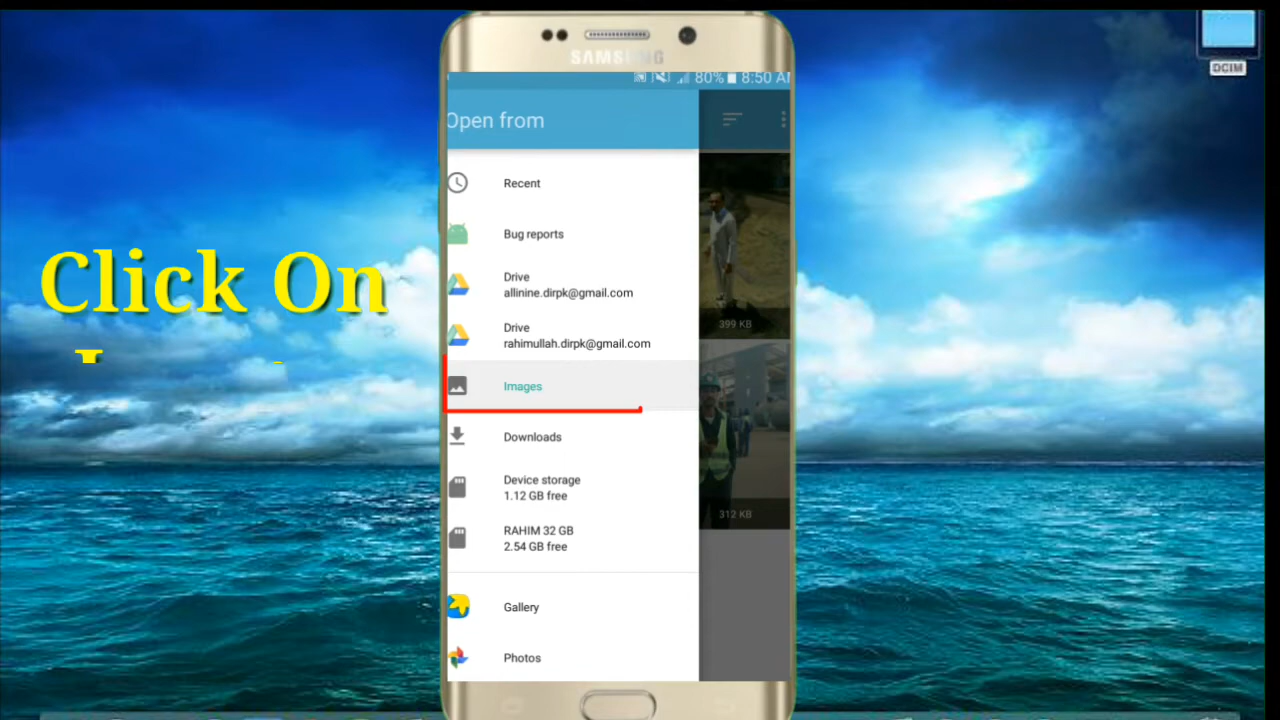 DCIM
SAMSUNG
80% 8:50 A
Open from
Recent
Bug reports
Drive
allinine.dirpk@gmail.com
Drive
rahimullah.dirpk@gmail.com
Images
Downloads
Device storage
1.12 GB free
RAHIM 32 GB
2.54 GB free
Gallery
Photos
399 KB
312 KB
Click On